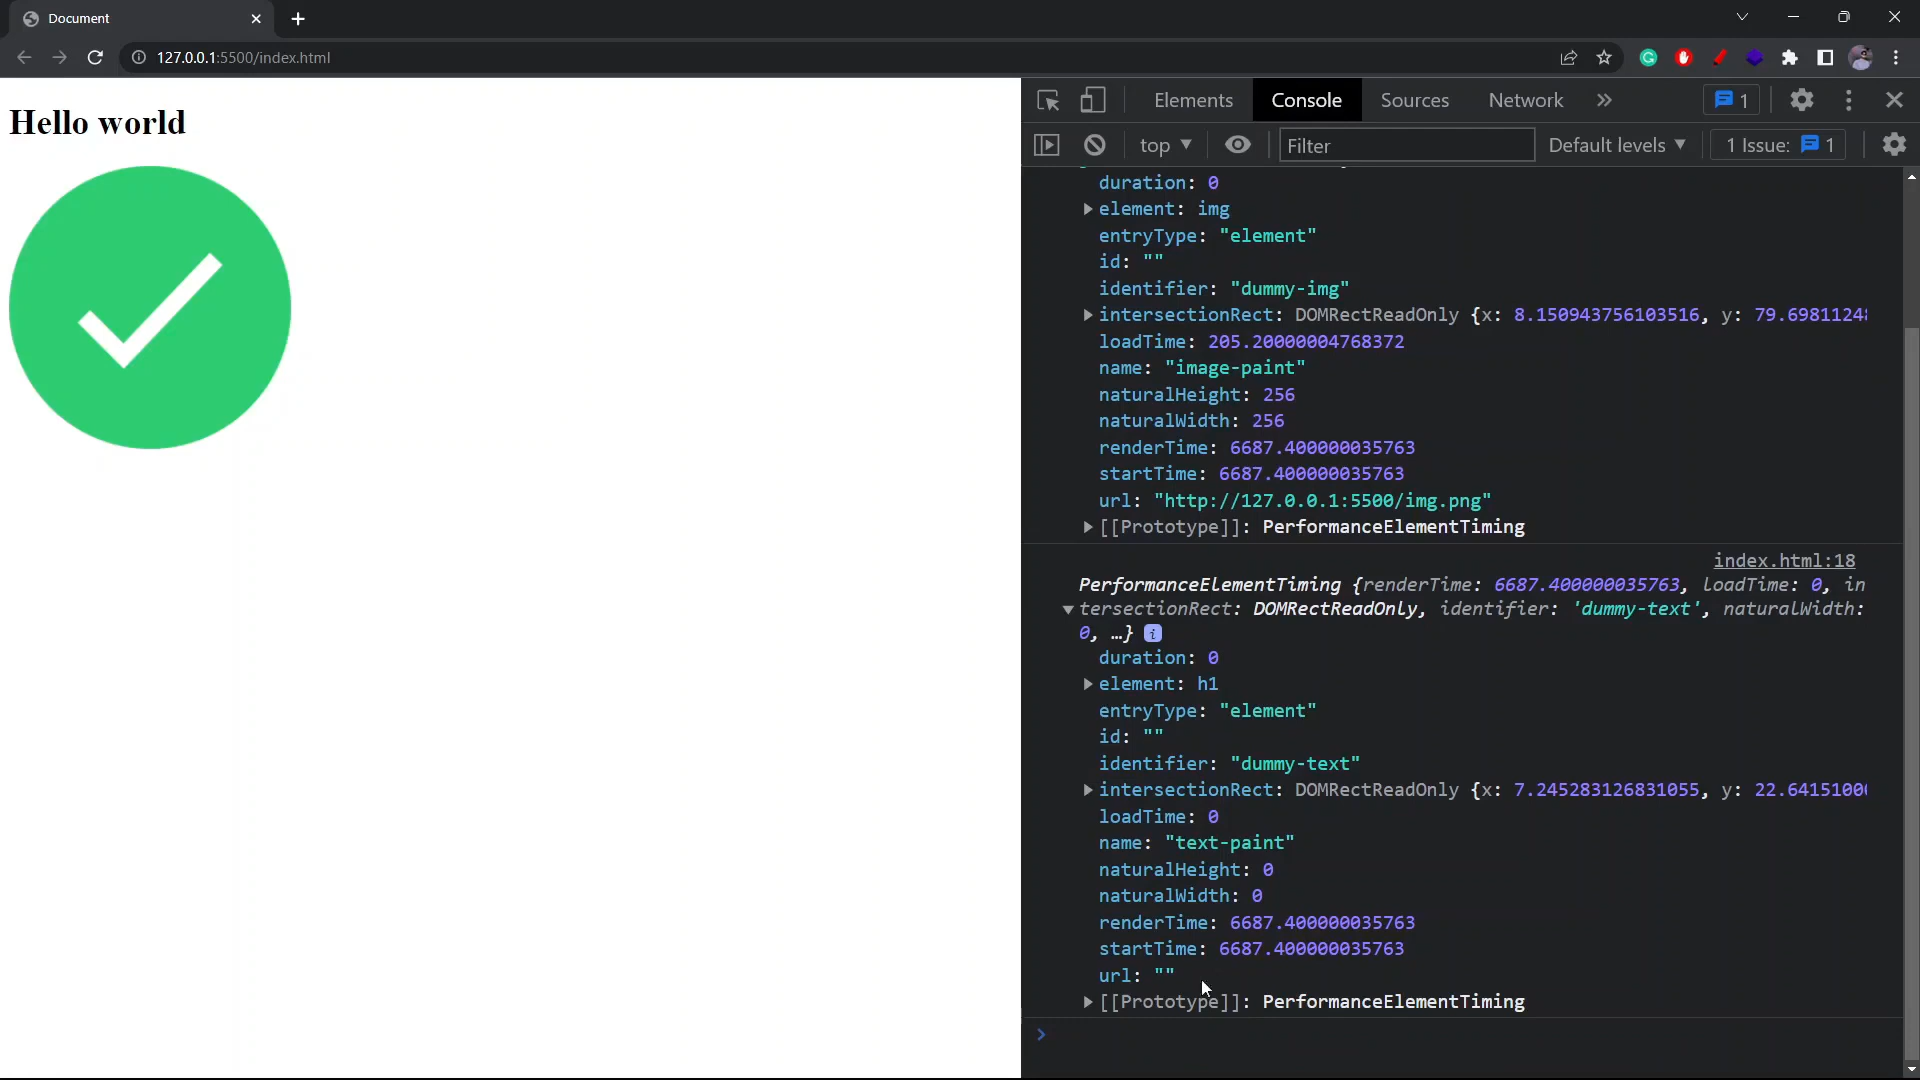 Document
127.0.0.1:5500/index.html
Hello world
Elements Console Sources Network » 1
top Filter Default levels 1 Issue: 1
duration: 0
element: img
entryType: "element"
id: ""
identifier: "dummy-img"
intersectionRect: DOMRectReadOnly {x: 8.150943756103516, y: 79.69811248
loadTime: 205.20000004768372
name: "image-paint"
naturalHeight: 256
naturalWidth: 256
renderTime: 6687.400000035763
startTime: 6687.400000035763
url: "http://127.0.0.1:5500/img.png"
[[Prototype]]: PerformanceElementTiming
index.html:18
PerformanceElementTiming {renderTime: 6687.400000035763, loadTime: 0, in
tersectionRect: DOMRectReadOnly, identifier: 'dummy-text', naturalWidth:
0, …} i
duration: 0
element: h1
entryType: "element"
id: ""
identifier: "dummy-text"
intersectionRect: DOMRectReadOnly {x: 7.245283126831055, y: 22.6415100
loadTime: 0
name: "text-paint"
naturalHeight: 0
naturalWidth: 0
renderTime: 6687.400000035763
startTime: 6687.400000035763
url: ""
[[Prototype]]: PerformanceElementTiming